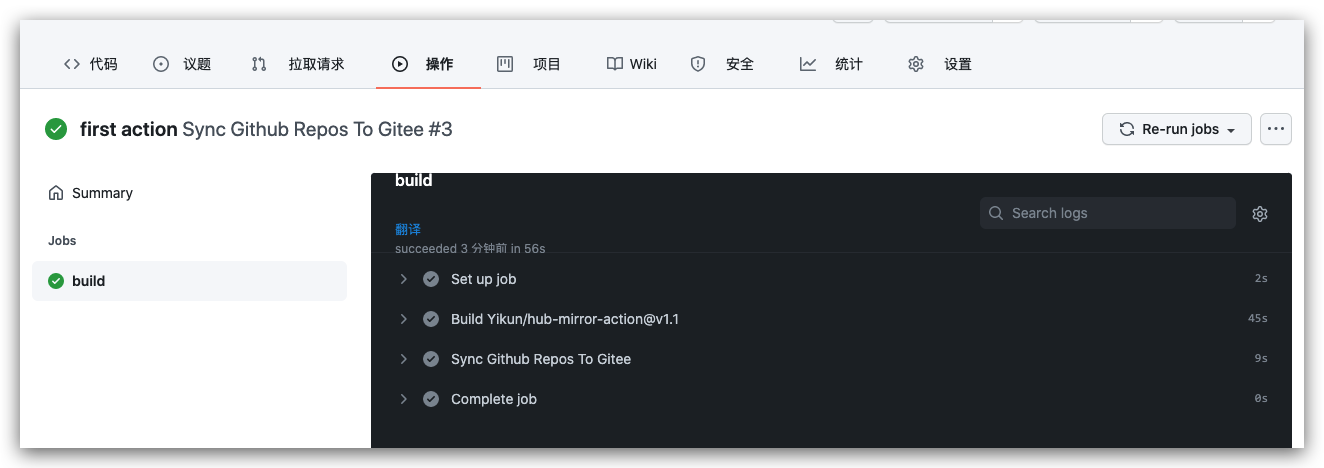 代码 议题 拉取请求 操作 项目 Wiki 安全 统计 设置
first action Sync Github Repos To Gitee #3
Re-run jobs
Summary
Jobs
build
build
Search logs
翻译
succeeded 3 分钟前 in 56s
Set up job 2s
Build Yikun/hub-mirror-action@v1.1 45s
Sync Github Repos To Gitee 9s
Complete job 0s